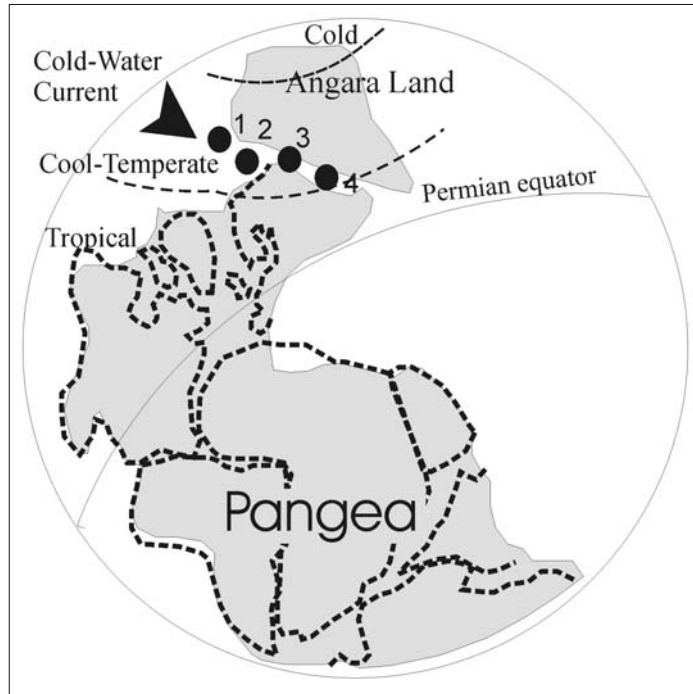 Cold
Cold-Water
Current
Angara Land
1
2
3
Cool-Temperate
4
Permian equator
Tropical
Pangea